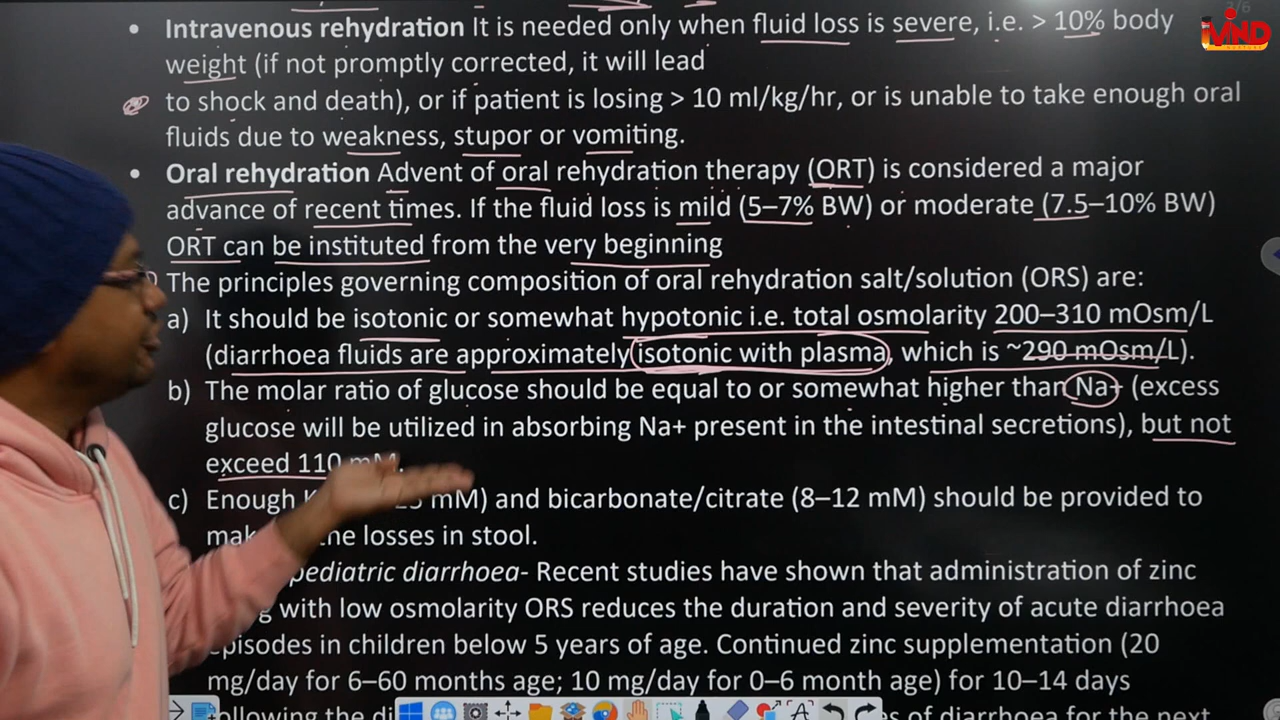 3/6
iMIND
• Intravenous rehydration It is needed only when fluid loss is severe, i.e. > 10% body
weight (if not promptly corrected, it will lead
to shock and death), or if patient is losing > 10 ml/kg/hr, or is unable to take enough oral
fluids due to weakness, stupor or vomiting.
• Oral rehydration Advent of oral rehydration therapy (ORT) is considered a major
advance of recent times. If the fluid loss is mild (5–7% BW) or moderate (7.5–10% BW)
ORT can be instituted from the very beginning
The principles governing composition of oral rehydration salt/solution (ORS) are:
a) It should be isotonic or somewhat hypotonic i.e. total osmolarity 200–310 mOsm/L
(diarrhoea fluids are approximately isotonic with plasma, which is ~290 mOsm/L).
b) The molar ratio of glucose should be equal to or somewhat higher than Na+ (excess
glucose will be utilized in absorbing Na+ present in the intestinal secretions), but not
exceed 110 mM.
c) Enough mM) and bicarbonate/citrate (8–12 mM) should be provided to
the losses in stool.
pediatric diarrhoea- Recent studies have shown that administration of zinc
with low osmolarity ORS reduces the duration and severity of acute diarrhoea
episodes in children below 5 years of age. Continued zinc supplementation (20
mg/day for 6–60 months age; 10 mg/day for 0–6 month age) for 10–14 days
following the of diarrhoea for the next